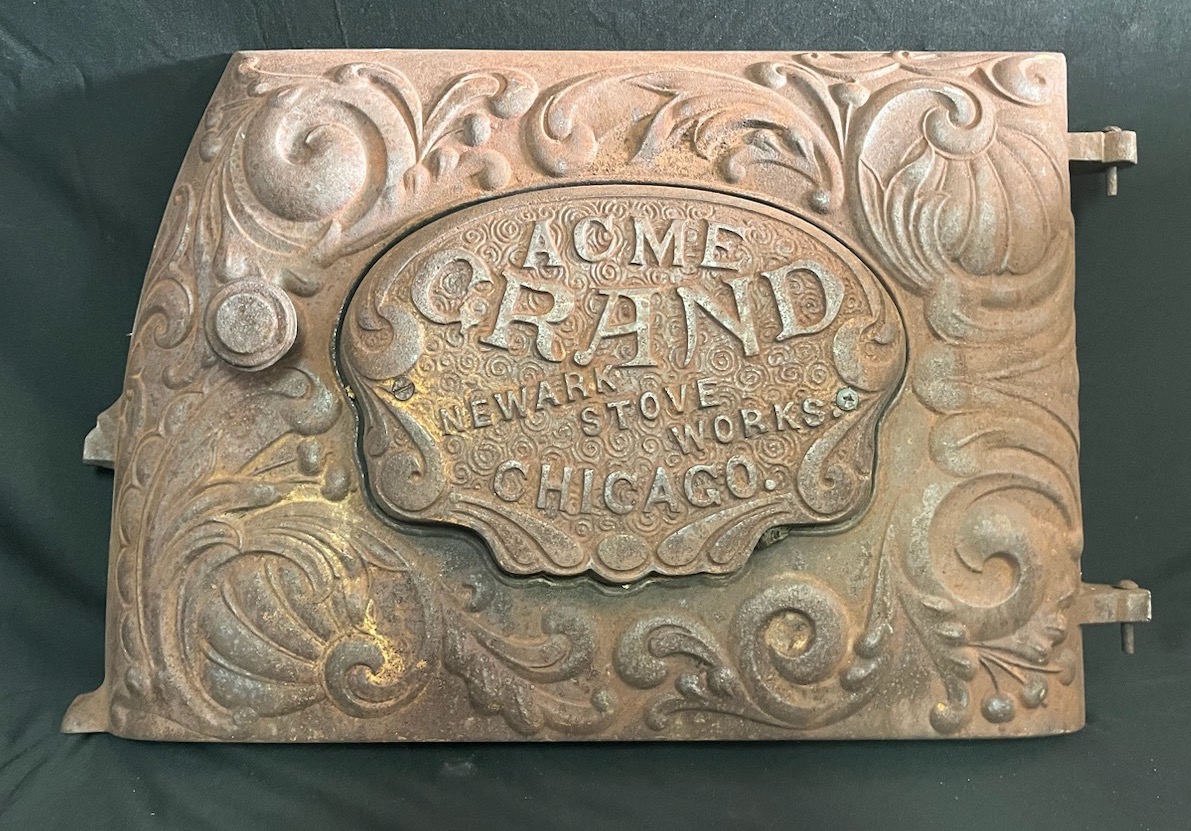 ACME
GRAND
NEWARK
STOVE
WORKS.
CHICAGO.